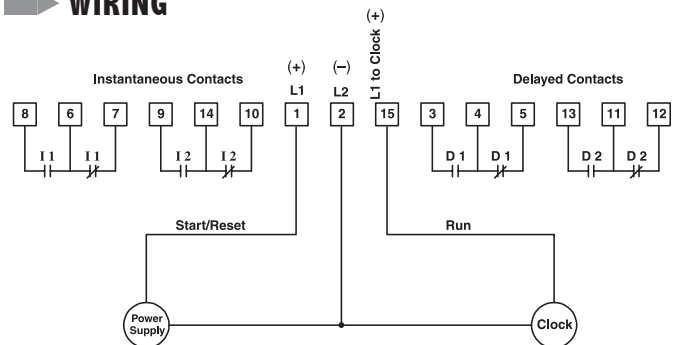 WIRING
(+)
L1 to Clock
(+)
(–)
Instantaneous Contacts
L1
L2
Delayed Contacts
8 6 7 9 14 10 1 2 15 3 4 5 13 11 12
I 1 I 1 I 2 I 2 D 1 D 1 D 2 D 2
Start/Reset
Run
Power
Supply
Clock